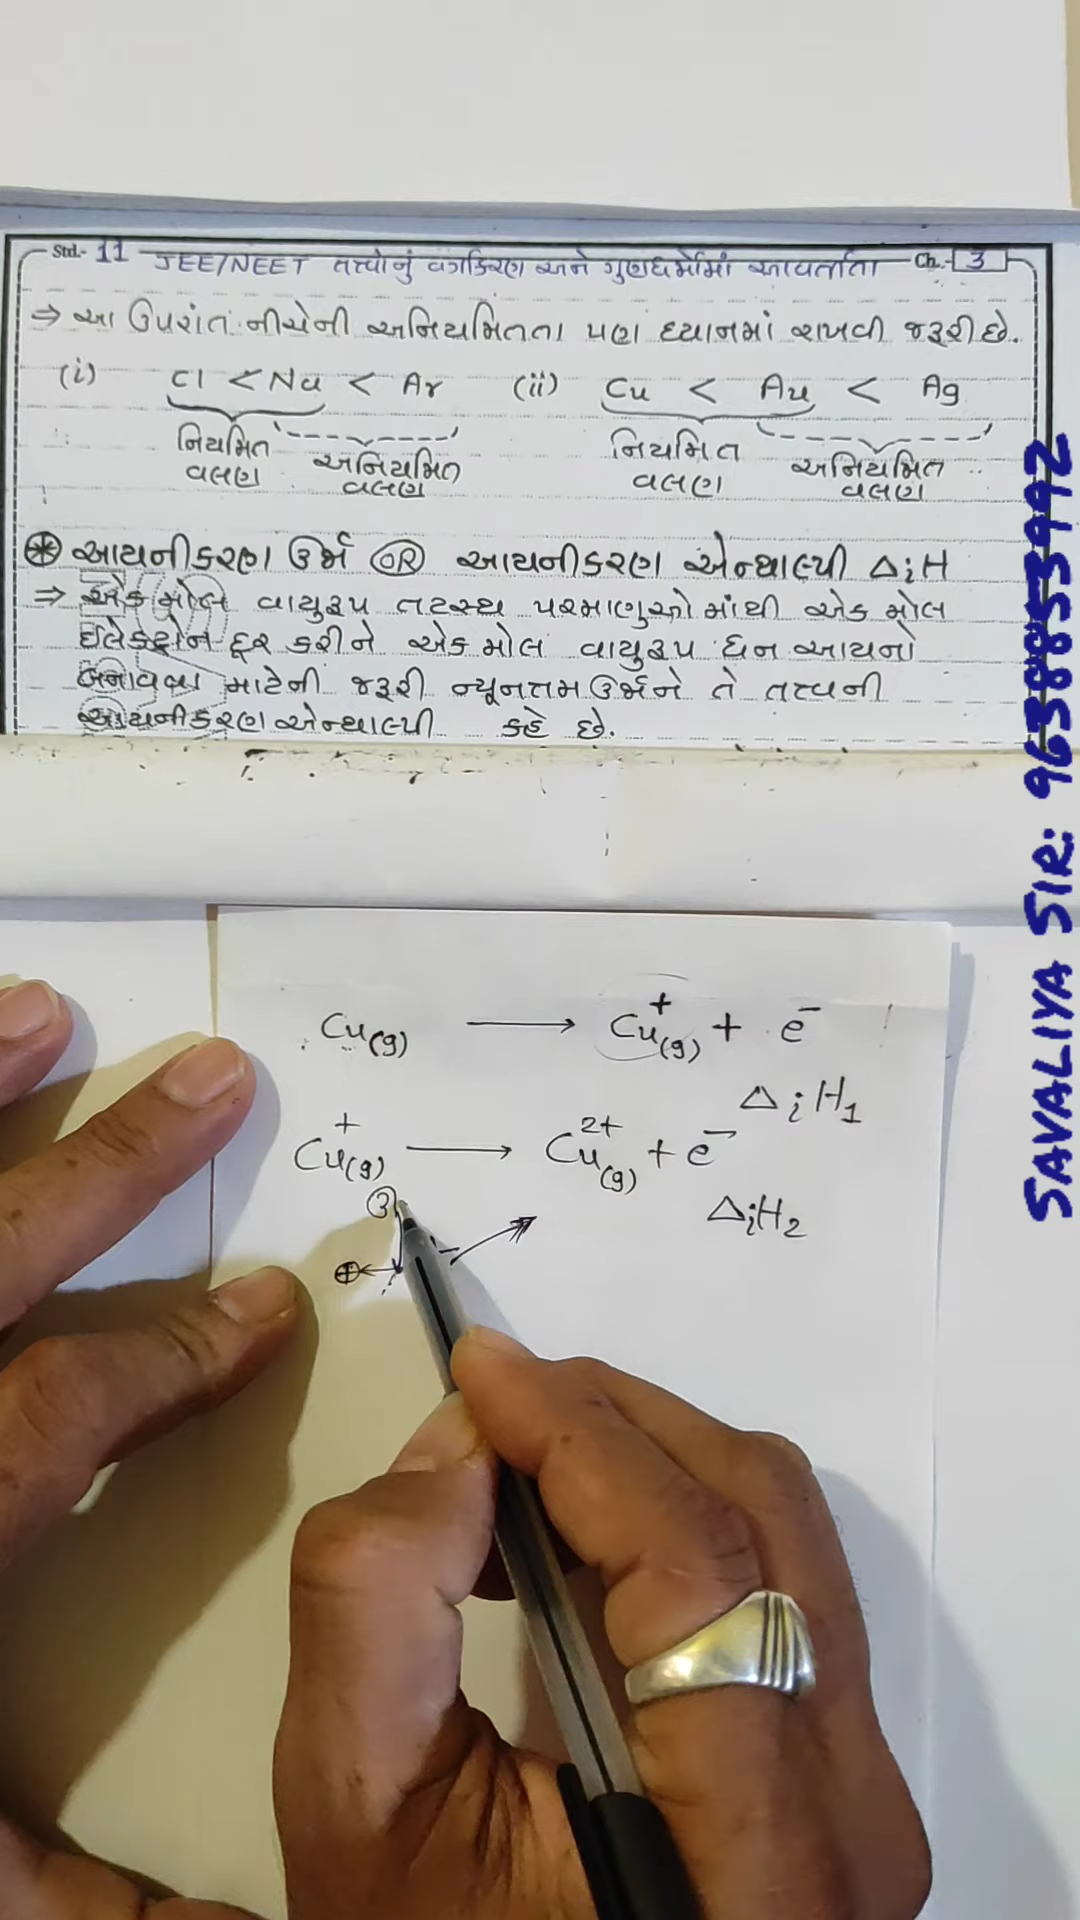 Std.- 11 JEE/NEET તત્ત્વોનું વર્ગીકરણ અને ગુણધર્મોમાં આવર્તીતા Ch.- 3
⇒ આ ઉપરાંત નીચેની અનિયમિતતા પણ ધ્યાનમાં રાખવી જરૂરી છે.
(i) Cl < Na < Ar (ii) Cu < Au < Ag
નિયમિત વલણ અનિયમિત વલણ નિયમિત વલણ અનિયમિત વલણ
⊛ આયનીકરણ ઉર્જા OR આયનીકરણ એન્થાલ્પી ΔiH
⇒ એક મોલ વાયુરૂપ તટસ્થ પરમાણુઓમાંથી એક મોલ
ઈલેક્ટ્રોન દૂર કરીને એક મોલ વાયુરૂપ ધન આયનો
બનાવવા માટેની જરૂરી ન્યૂનત્તમ ઉર્જાને તે તત્ત્વની
આયનીકરણ એન્થાલ્પી કહે છે.
Cu(g) → Cu⁺(g) + e⁻
ΔiH₁
Cu⁺(g) → Cu²⁺(g) + e⁻
ΔiH₂
⊕
SAVALIYA SIR: 9638853992